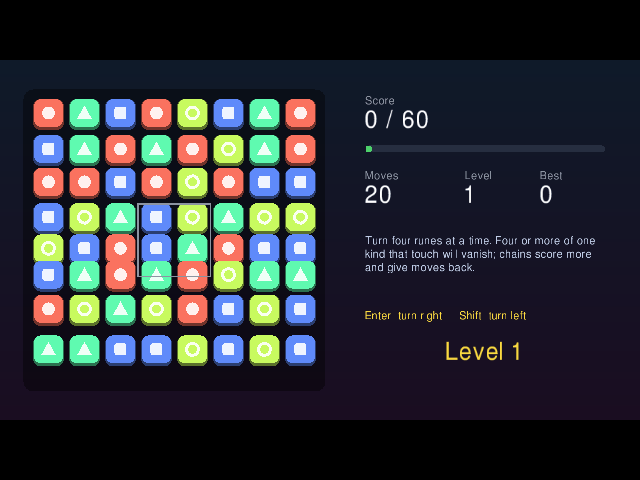 Score
0 / 60
Moves Level Best
20 1 0
Turn four runes at a time. Four or more of one
kind that touch will vanish; chains score more
and give moves back.
Enter turn right Shift turn left
Level 1